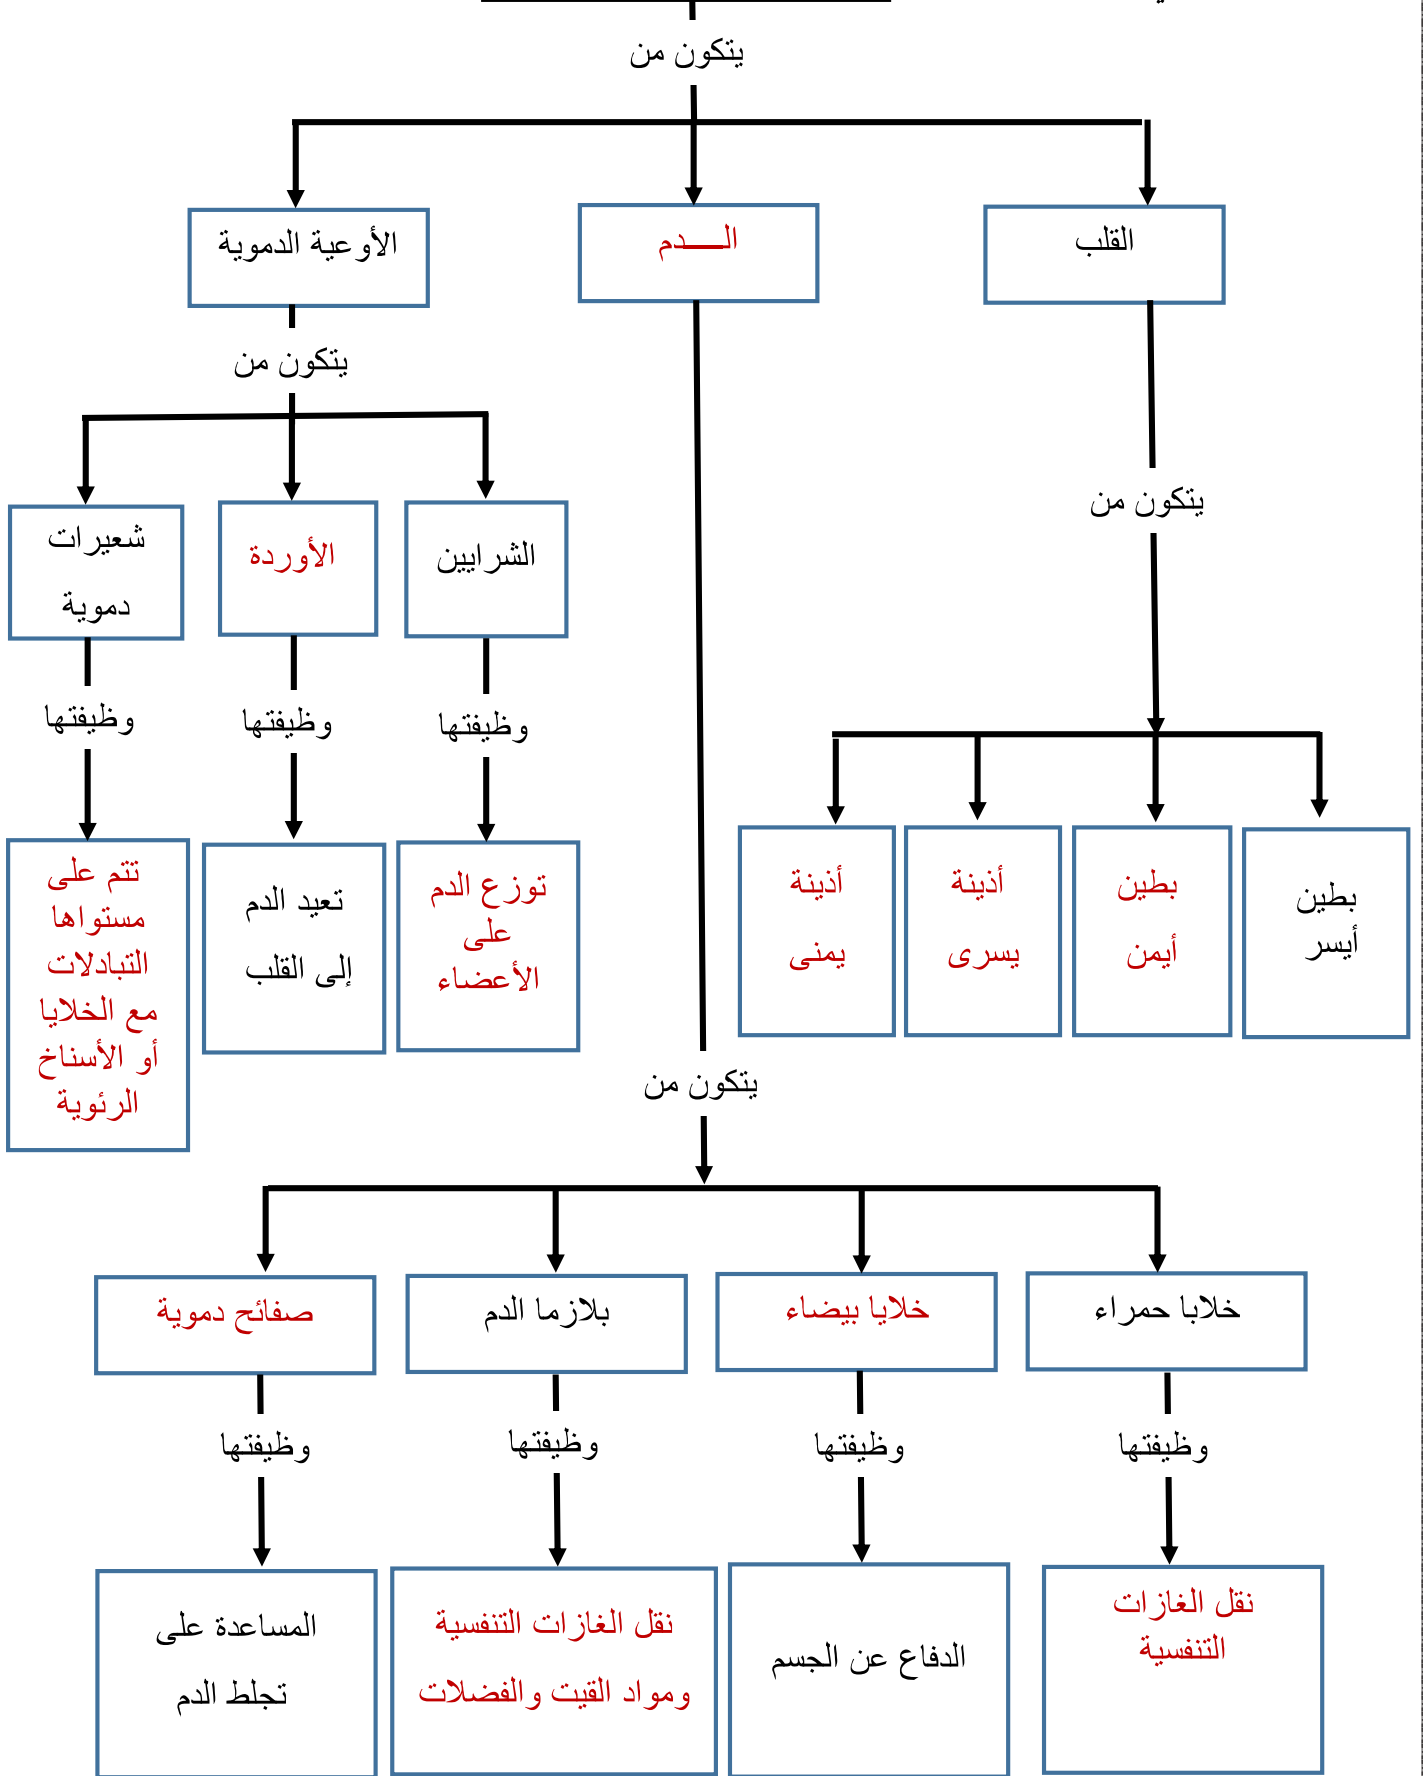 يتكون من
القلب
الـــــدم
الأوعية الدموية
يتكون من
يتكون من
الشرايين
الأوردة
شعيرات
دموية
وظيفتها
وظيفتها
وظيفتها
بطين
أيسر
بطين
أيمن
أذينة
يسرى
أذينة
يمنى
توزع الدم
على
الأعضاء
تعيد الدم
إلى القلب
تتم على
مستواها
التبادلات
مع الخلايا
أو الأسناخ
الرئوية
يتكون من
خلابا حمراء
خلايا بيضاء
بلازما الدم
صفائح دموية
وظيفتها
وظيفتها
وظيفتها
وظيفتها
نقل الغازات
التنفسية
الدفاع عن الجسم
نقل الغازات التنفسية
ومواد القيت والفضلات
المساعدة على
تجلط الدم